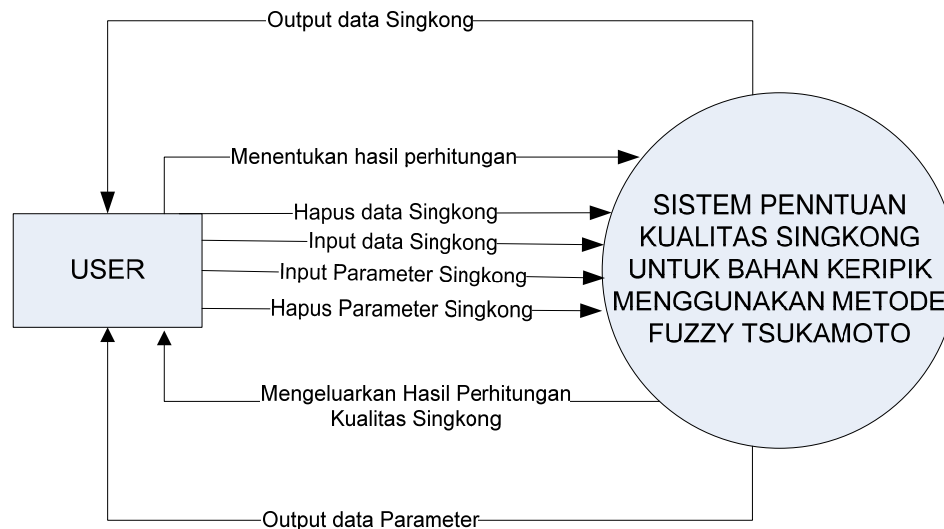 Output data Singkong
Menentukan hasil perhitungan
Hapus data Singkong
Input data Singkong
Input Parameter Singkong
Hapus Parameter Singkong
USER
SISTEM PENNTUAN
KUALITAS SINGKONG
UNTUK BAHAN KERIPIK
MENGGUNAKAN METODE
FUZZY TSUKAMOTO
Mengeluarkan Hasil Perhitungan
Kualitas Singkong
Output data Parameter